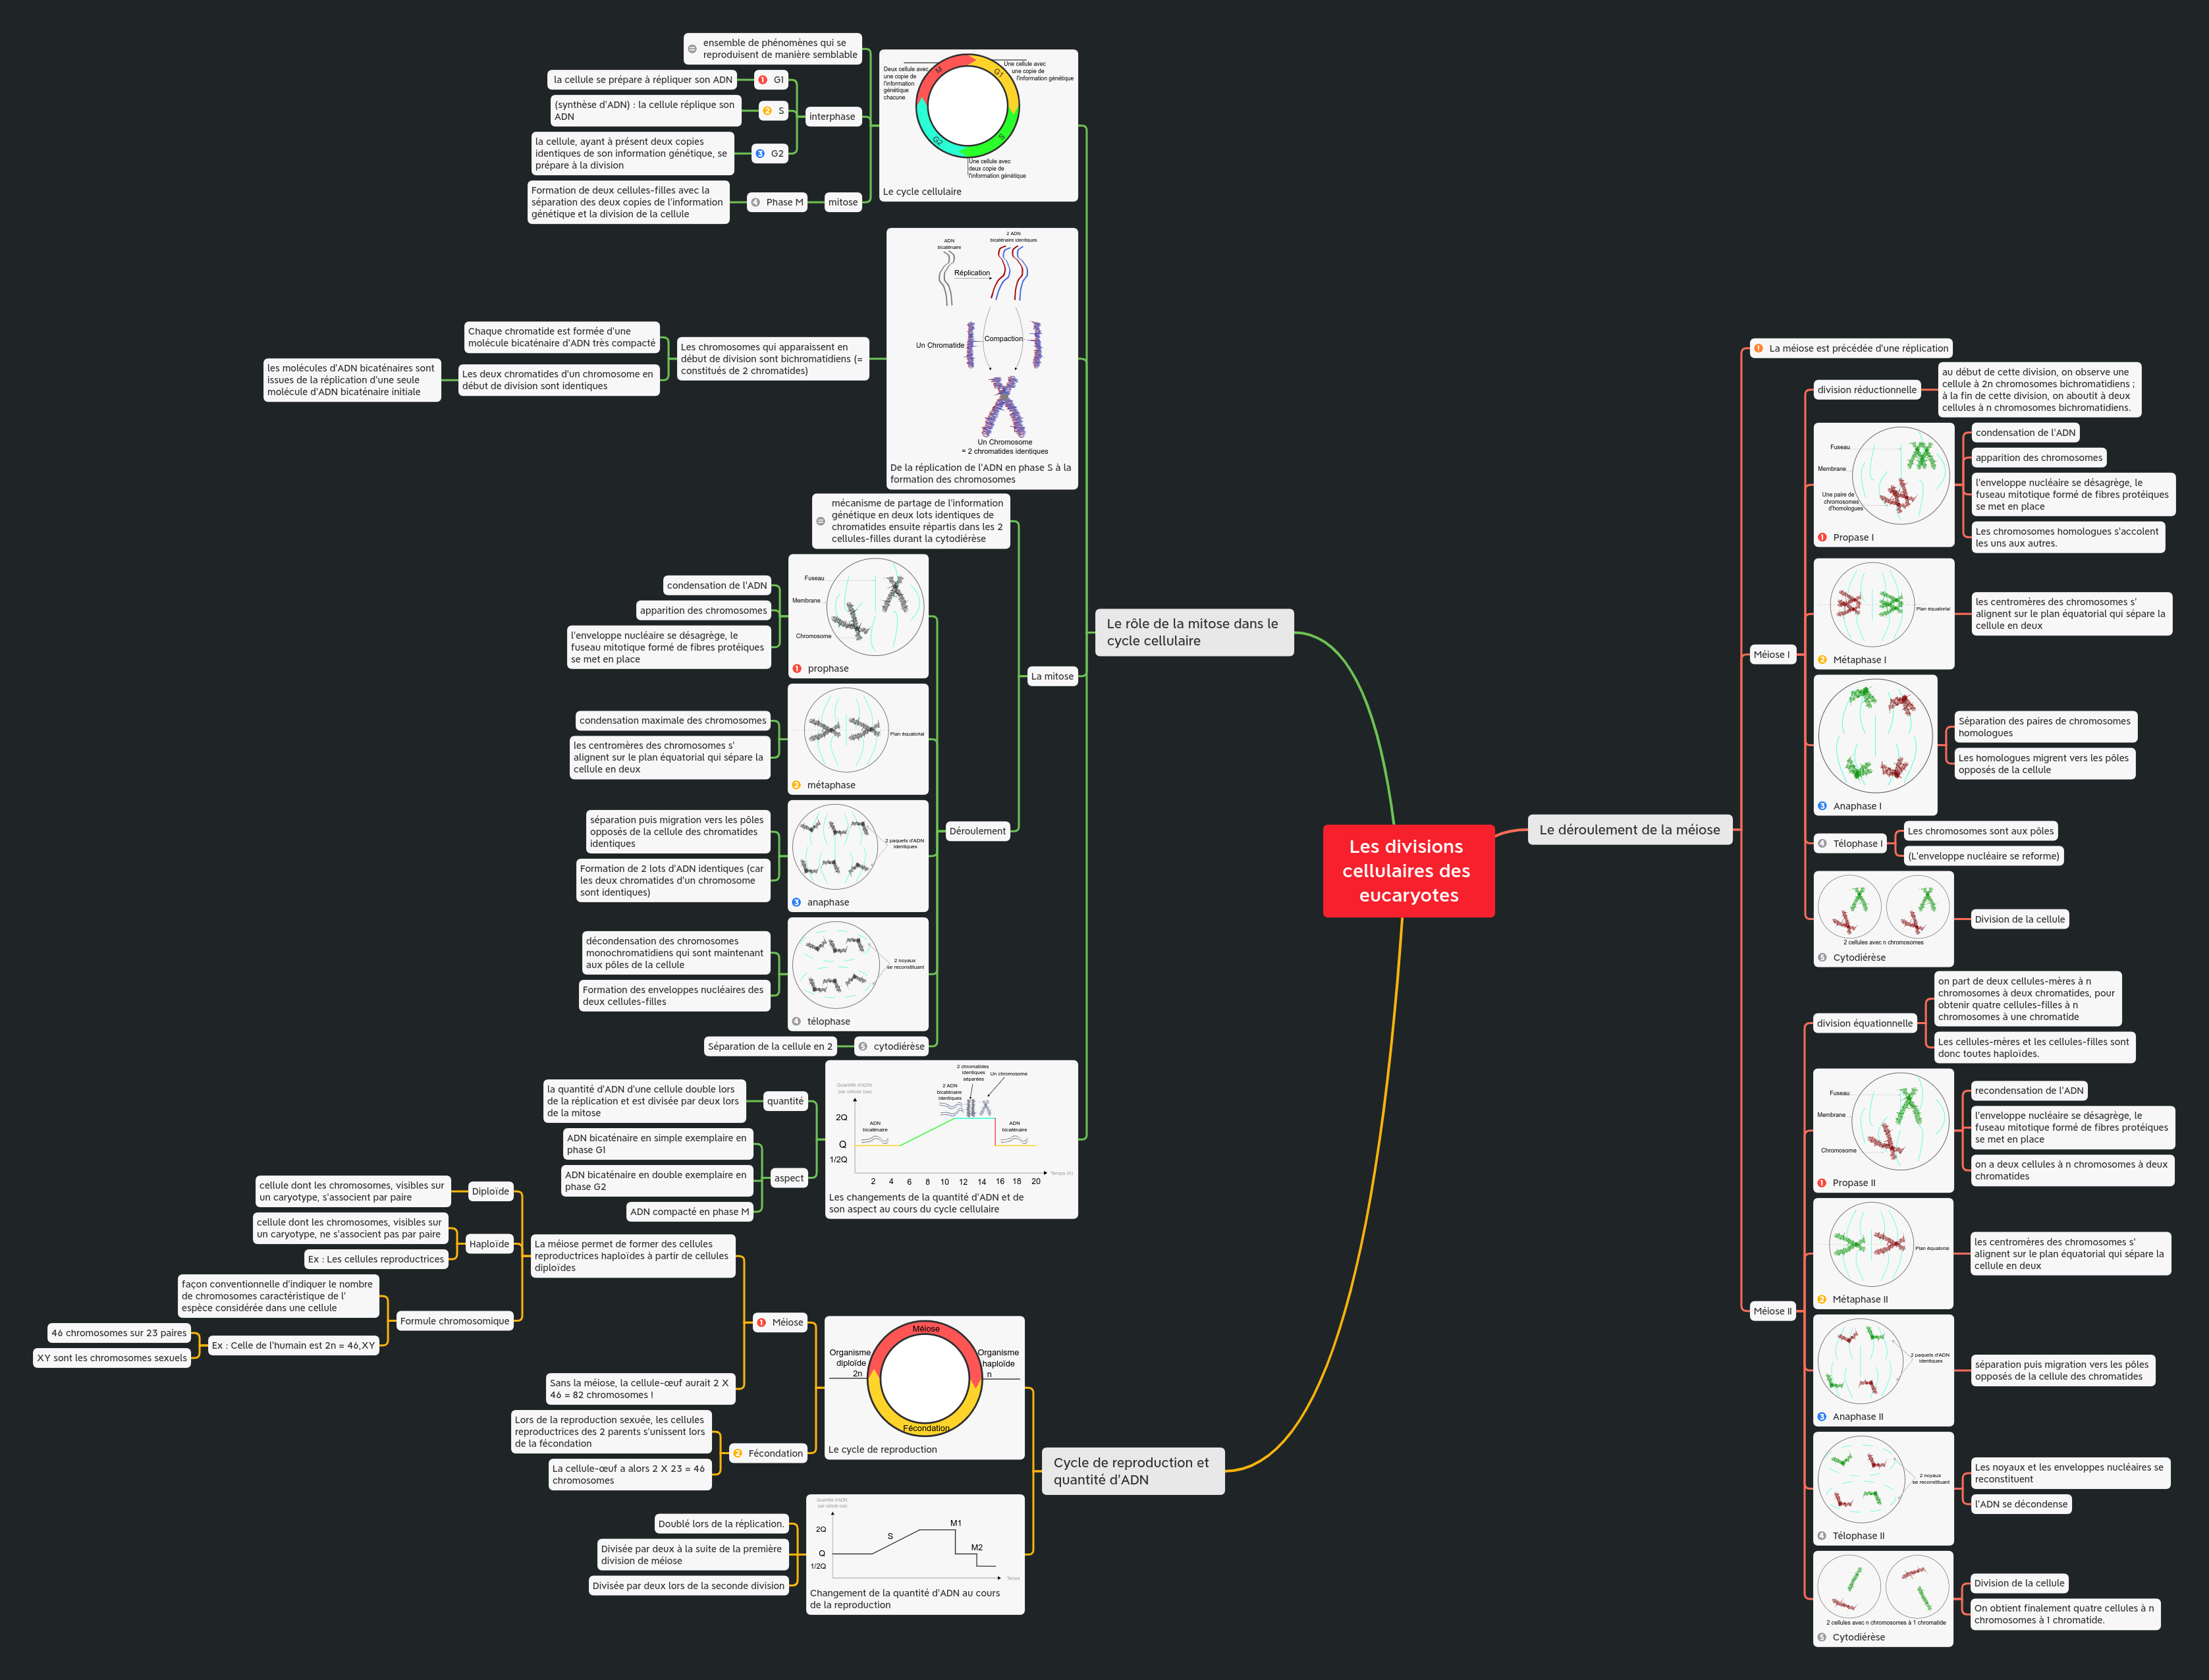 Les divisions
cellulaires des
eucaryotes
Le rôle de la mitose dans le
cycle cellulaire
Deux cellule avec
une copie de
l'information
génétique
chacune
Une cellule avec
une copie de
l'information génétique
M
G1
S
G2
Une cellule avec
deux copie de
l'information génétique
Le cycle cellulaire
ensemble de phénomènes qui se
reproduisent de manière semblable
interphase
1 G1
la cellule se prépare à répliquer son ADN
2 S
(synthèse d'ADN) : la cellule réplique son
ADN
3 G2
la cellule, ayant à présent deux copies
identiques de son information génétique, se
prépare à la division
mitose
4 Phase M
Formation de deux cellules-filles avec la
séparation des deux copies de l'information
génétique et la division de la cellule
ADN
bicaténaire
2 ADN
bicaténaire identiques
Réplication
Un Chromatide
Compaction
Un Chromosome
= 2 chromatides identiques
De la réplication de l'ADN en phase S à la
formation des chromosomes
Les chromosomes qui apparaissent en
début de division sont bichromatidiens (=
constitués de 2 chromatides)
Chaque chromatide est formée d'une
molécule bicaténaire d'ADN très compacté
Les deux chromatides d'un chromosome en
début de division sont identiques
les molécules d'ADN bicaténaires sont
issues de la réplication d'une seule
molécule d'ADN bicaténaire initiale
La mitose
mécanisme de partage de l'information
génétique en deux lots identiques de
chromatides ensuite répartis dans les 2
cellules-filles durant la cytodiérèse
Déroulement
Fuseau
Membrane
Chromosome
1 prophase
condensation de l'ADN
apparition des chromosomes
l'enveloppe nucléaire se désagrège, le
fuseau mitotique formé de fibres protéiques
se met en place
Plan équatorial
2 métaphase
condensation maximale des chromosomes
les centromères des chromosomes s'
alignent sur le plan équatorial qui sépare la
cellule en deux
2 paquets d'ADN
identiques
3 anaphase
séparation puis migration vers les pôles
opposés de la cellule des chromatides
identiques
Formation de 2 lots d'ADN identiques (car
les deux chromatides d'un chromosome
sont identiques)
2 noyaux
se reconstituant
4 télophase
décondensation des chromosomes
monochromatidiens qui sont maintenant
aux pôles de la cellule
Formation des enveloppes nucléaires des
deux cellules-filles
5 cytodiérèse
Séparation de la cellule en 2
Quantité d'ADN
par cellule (ua)
2 chromatides
identiques
séparées
Un chromosome
2 ADN
bicaténaire
identiques
2Q
ADN
bicaténaire
ADN
bicaténaire
Q
1/2Q
Temps (h)
2 4 6 8 10 12 14 16 18 20
Les changements de la quantité d'ADN et de
son aspect au cours du cycle cellulaire
quantité
la quantité d'ADN d'une cellule double lors
de la réplication et est divisée par deux lors
de la mitose
aspect
ADN bicaténaire en simple exemplaire en
phase G1
ADN bicaténaire en double exemplaire en
phase G2
ADN compacté en phase M
Cycle de reproduction et
quantité d'ADN
Méiose
Organisme
diploïde
2n
Organisme
haploïde
n
Fécondation
Le cycle de reproduction
1 Méiose
La méiose permet de former des cellules
reproductrices haploïdes à partir de cellules
diploïdes
Diploïde
cellule dont les chromosomes, visibles sur
un caryotype, s'associent par paire
Haploïde
cellule dont les chromosomes, visibles sur
un caryotype, ne s'associent pas par paire
Ex : Les cellules reproductrices
Formule chromosomique
façon conventionnelle d'indiquer le nombre
de chromosomes caractéristique de l'
espèce considérée dans une cellule
Ex : Celle de l'humain est 2n = 46,XY
46 chromosomes sur 23 paires
XY sont les chromosomes sexuels
Sans la méiose, la cellule-œuf aurait 2 X
46 = 82 chromosomes !
2 Fécondation
Lors de la reproduction sexuée, les cellules
reproductrices des 2 parents s'unissent lors
de la fécondation
La cellule-œuf a alors 2 X 23 = 46
chromosomes
Quantité d'ADN
par cellule (ua)
2Q
S
M1
Q
M2
1/2Q
Temps
Changement de la quantité d'ADN au cours
de la reproduction
Doublé lors de la réplication.
Divisée par deux à la suite de la première
division de méiose
Divisée par deux lors de la seconde division
Le déroulement de la méiose
! La méiose est précédée d'une réplication
Méiose I
division réductionnelle
au début de cette division, on observe une
cellule à 2n chromosomes bichromatidiens ;
à la fin de cette division, on aboutit à deux
cellules à n chromosomes bichromatidiens.
Fuseau
Membrane
Une paire de
chromosomes
d'homologues
1 Propase I
condensation de l'ADN
apparition des chromosomes
l'enveloppe nucléaire se désagrège, le
fuseau mitotique formé de fibres protéiques
se met en place
Les chromosomes homologues s'accolent
les uns aux autres.
Plan équatorial
2 Métaphase I
les centromères des chromosomes s'
alignent sur le plan équatorial qui sépare la
cellule en deux
3 Anaphase I
Séparation des paires de chromosomes
homologues
Les homologues migrent vers les pôles
opposés de la cellule
4 Télophase I
Les chromosomes sont aux pôles
(L'enveloppe nucléaire se reforme)
2 cellules avec n chromosomes
5 Cytodiérèse
Division de la cellule
Méiose II
division équationnelle
on part de deux cellules-mères à n
chromosomes à deux chromatides, pour
obtenir quatre cellules-filles à n
chromosomes à une chromatide
Les cellules-mères et les cellules-filles sont
donc toutes haploïdes.
Fuseau
Membrane
Chromosome
1 Propase II
recondensation de l'ADN
l'enveloppe nucléaire se désagrège, le
fuseau mitotique formé de fibres protéiques
se met en place
on a deux cellules à n chromosomes à deux
chromatides
Plan équatorial
2 Métaphase II
les centromères des chromosomes s'
alignent sur le plan équatorial qui sépare la
cellule en deux
2 paquets d'ADN
identiques
3 Anaphase II
séparation puis migration vers les pôles
opposés de la cellule des chromatides
2 noyaux
se reconstituant
4 Télophase II
Les noyaux et les enveloppes nucléaires se
reconstituent
l'ADN se décondense
2 cellules avec n chromosomes à 1 chromatide
5 Cytodiérèse
Division de la cellule
On obtient finalement quatre cellules à n
chromosomes à 1 chromatide.